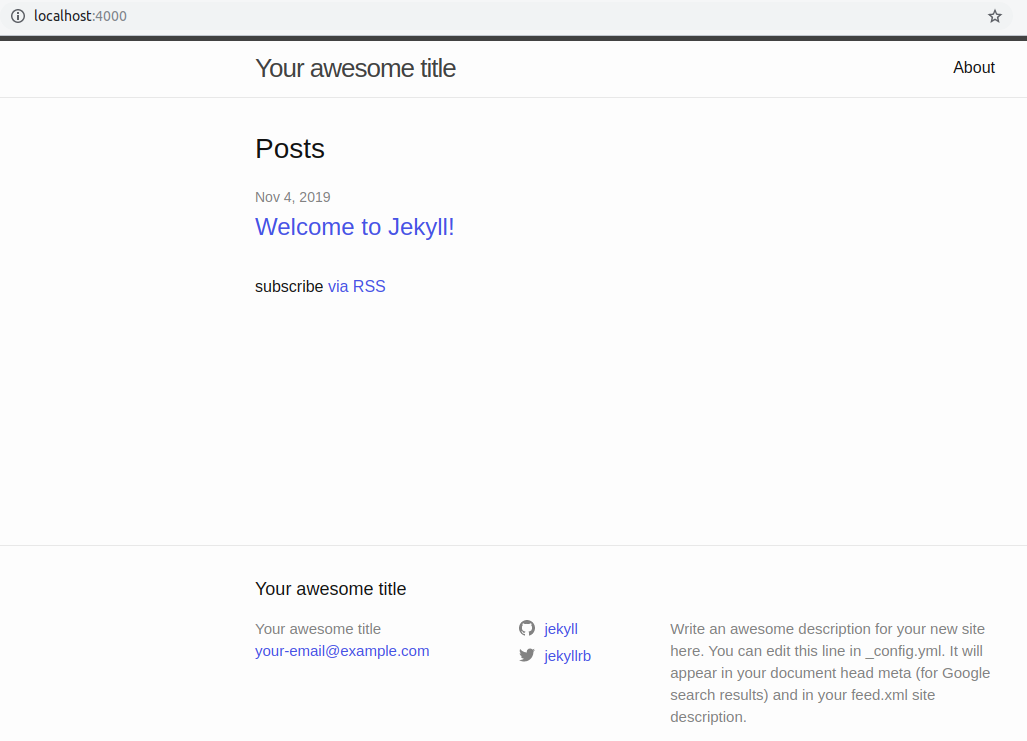 localhost:4000
Your awesome title
About
Posts
Nov 4, 2019
Welcome to Jekyll!
subscribe via RSS
Your awesome title
Your awesome title
your-email@example.com
jekyll
jekyllrb
Write an awesome description for your new site
here. You can edit this line in _config.yml. It will
appear in your document head meta (for Google
search results) and in your feed.xml site
description.